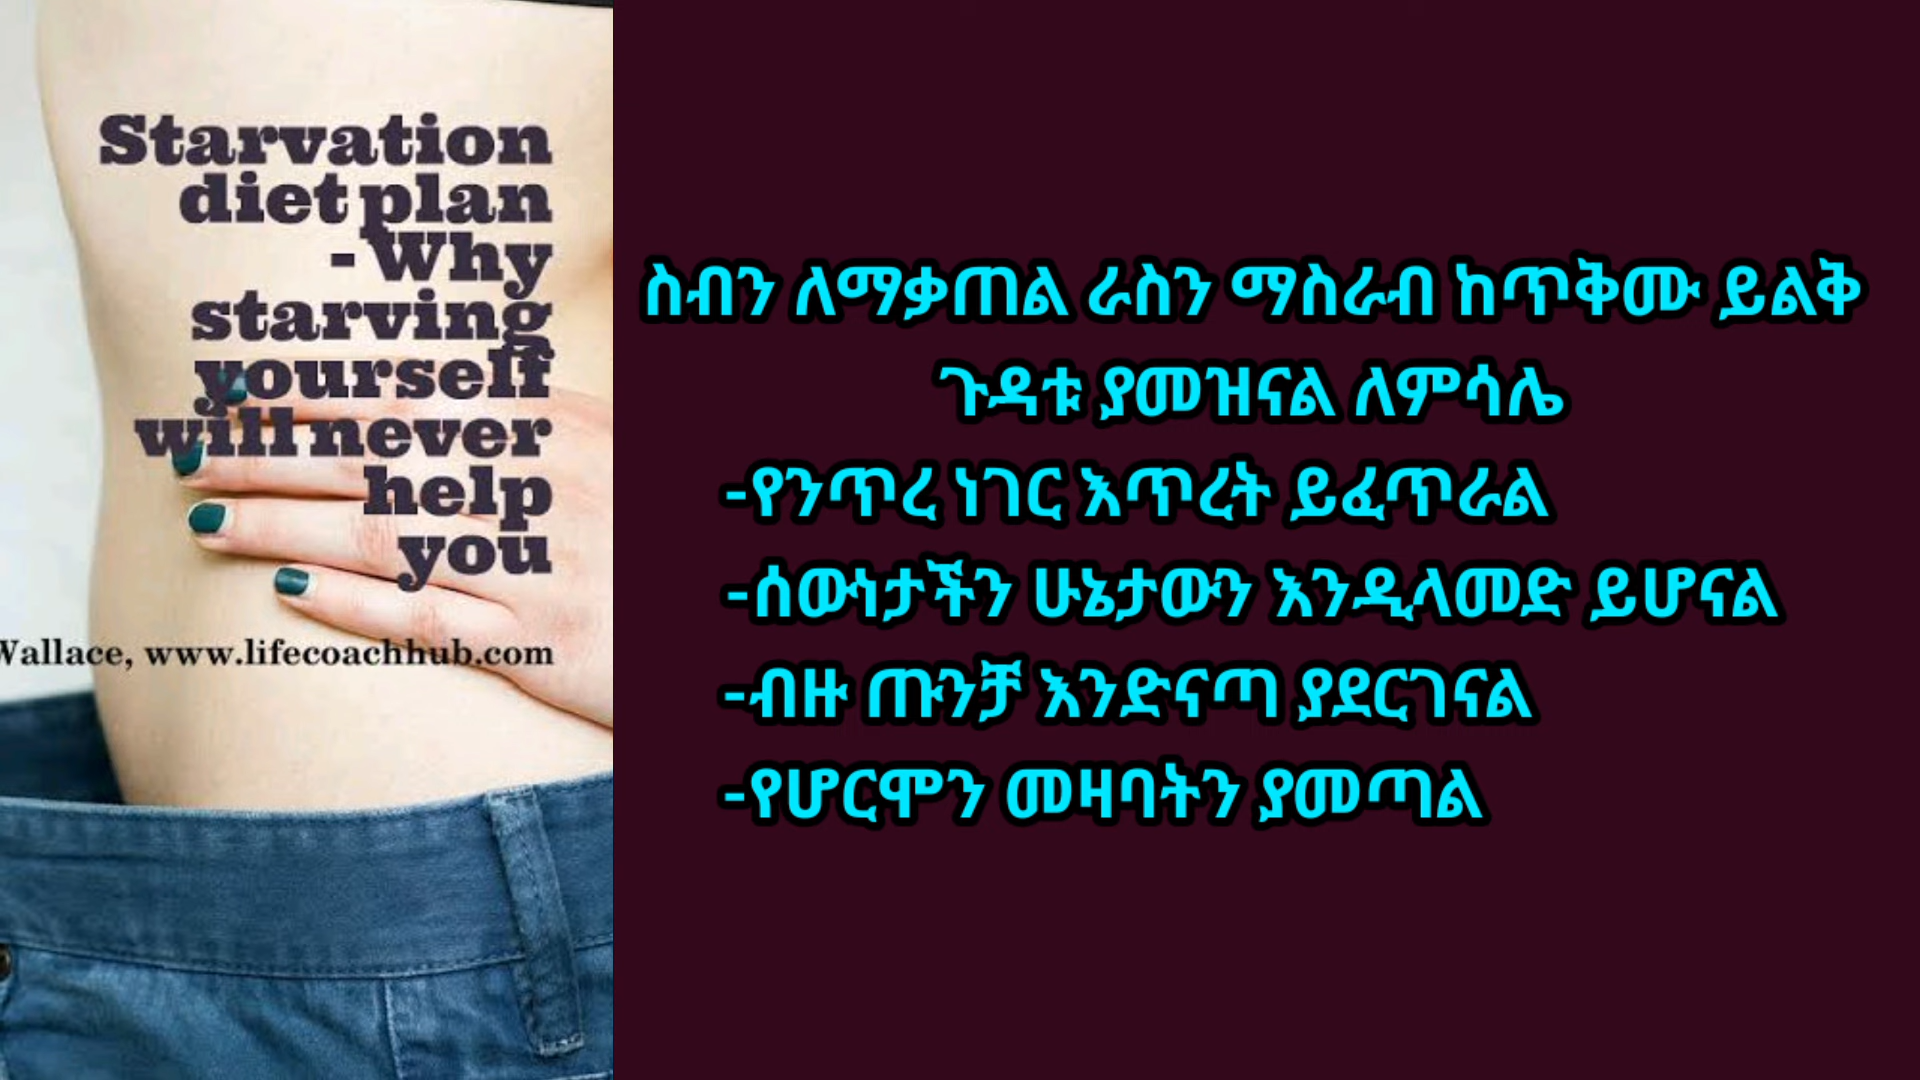 Starvation
diet plan
- Why
starving
yourself
will never
help
you
Wallace, www.lifecoachhub.com
ስብን ለማቃጠል ራስን ማስራብ ከጥቅሙ ይልቅ
ጉዳቱ ያመዝናል ለምሳሌ
-የንጥረ ነገር እጥረት ይፈጥራል
-ሰውነታችን ሁኔታውን እንዲላመድ ይሆናል
-ብዙ ጡንቻ እንድናጣ ያደርገናል
-የሆርሞን መዛባትን ያመጣል